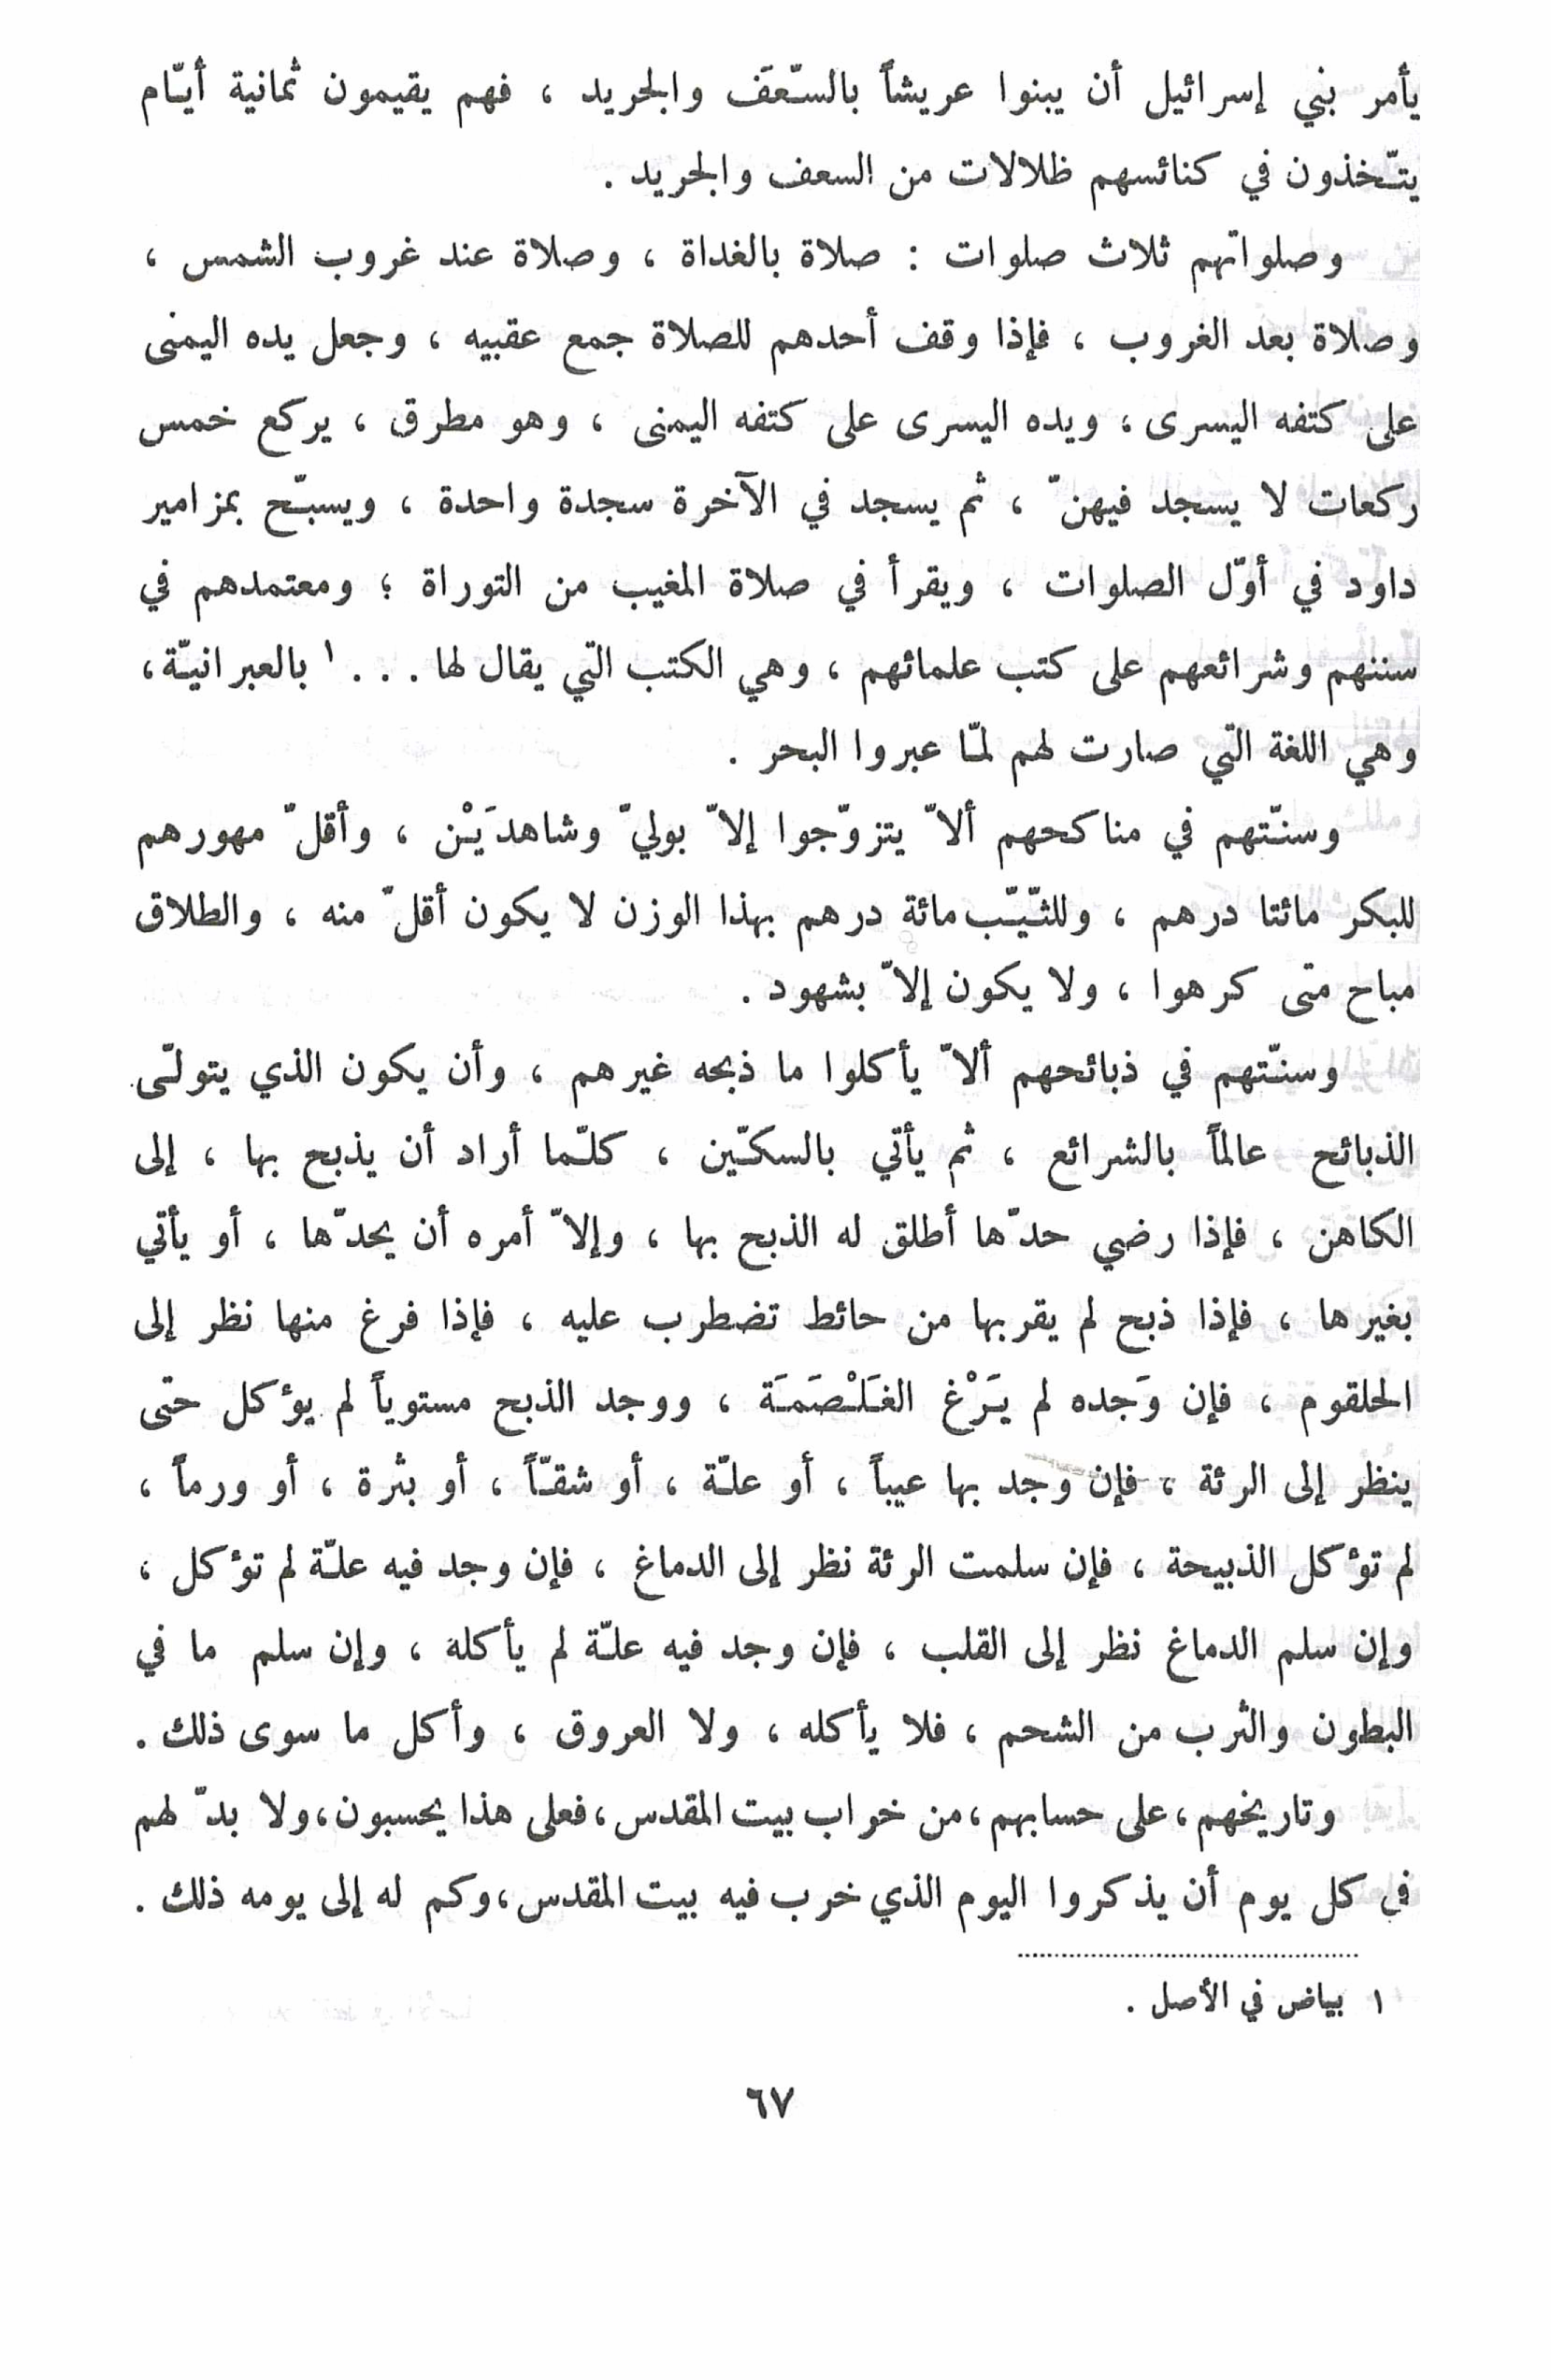 يأمر بني إسرائيل أن يبنوا عريشاً بالسّعَف والجريد ، فهم يقيمون ثمانية أيّام
يتّخذون في كنائسهم ظلالات من السعف والجريد .
وصلواتهم ثلاث صلوات : صلاة بالغداة ، وصلاة عند غروب الشمس ،
وصلاة بعد الغروب ، فإذا وقف أحدهم للصلاة جمع عقبيه ، وجعل يده اليمنى
على كتفه اليسرى ، ويده اليسرى على كتفه اليمنى ، وهو مطرق ، يركع خمس
ركعات لا يسجد فيهنّ ، ثم يسجد في الآخرة سجدة واحدة ، ويسبّح بمزامير
داود في أوّل الصلوات ، ويقرأ في صلاة المغيب من التوراة ؛ ومعتمدهم في
سننهم وشرائعهم على كتب علمائهم ، وهي الكتب التي يقال لها . . . ١ بالعبرانيّة ،
وهي اللغة التي صارت لهم لمّا عبروا البحر .
وسنّتهم في مناكحهم ألاّ يتزوّجوا إلاّ بوليّ وشاهدَيْن ، وأقلّ مهورهم
للبكر مائتا درهم ، وللثّيّب مائة درهم بهذا الوزن لا يكون أقلّ منه ، والطلاق
مباح متى كرهوا ، ولا يكون إلاّ بشهود .
وسنّتهم في ذبائحهم ألاّ يأكلوا ما ذبحه غيرهم ، وأن يكون الذي يتولّى
الذبائح عالماً بالشرائع ، ثم يأتي بالسكّين ، كلّما أراد أن يذبح بها ، إلى
الكاهن ، فإذا رضي حدّها أطلق له الذبح بها ، وإلاّ أمره أن يحدّها ، أو يأتي
بغيرها ، فإذا ذبح لم يقربها من حائط تضطرب عليه ، فإذا فرغ منها نظر إلى
الحلقوم ، فإن وَجده لم يَرْغ الغَلْصَمَة ، ووجد الذبح مستوياً لم يؤكل حتى
ينظر إلى الرئة ، فإن وجد بها عيباً ، أو علّة ، أو شقّاً ، أو بثرة ، أو ورماً ،
لم تؤكل الذبيحة ، فإن سلمت الرئة نظر إلى الدماغ ، فإن وجد فيه علّة لم تؤكل ،
وإن سلم الدماغ نظر إلى القلب ، فإن وجد فيه علّة لم يأكله ، وإن سلم ما في
البطون والثرب من الشحم ، فلا يأكله ، ولا العروق ، وأكل ما سوى ذلك .
وتاريخهم ، على حسابهم ، من خراب بيت المقدس ، فعلى هذا يحسبون ، ولا بدّ لهم
في كل يوم أن يذكروا اليوم الذي خرب فيه بيت المقدس ، وكم له إلى يومه ذلك .
١ بياض في الأصل .
٦٧